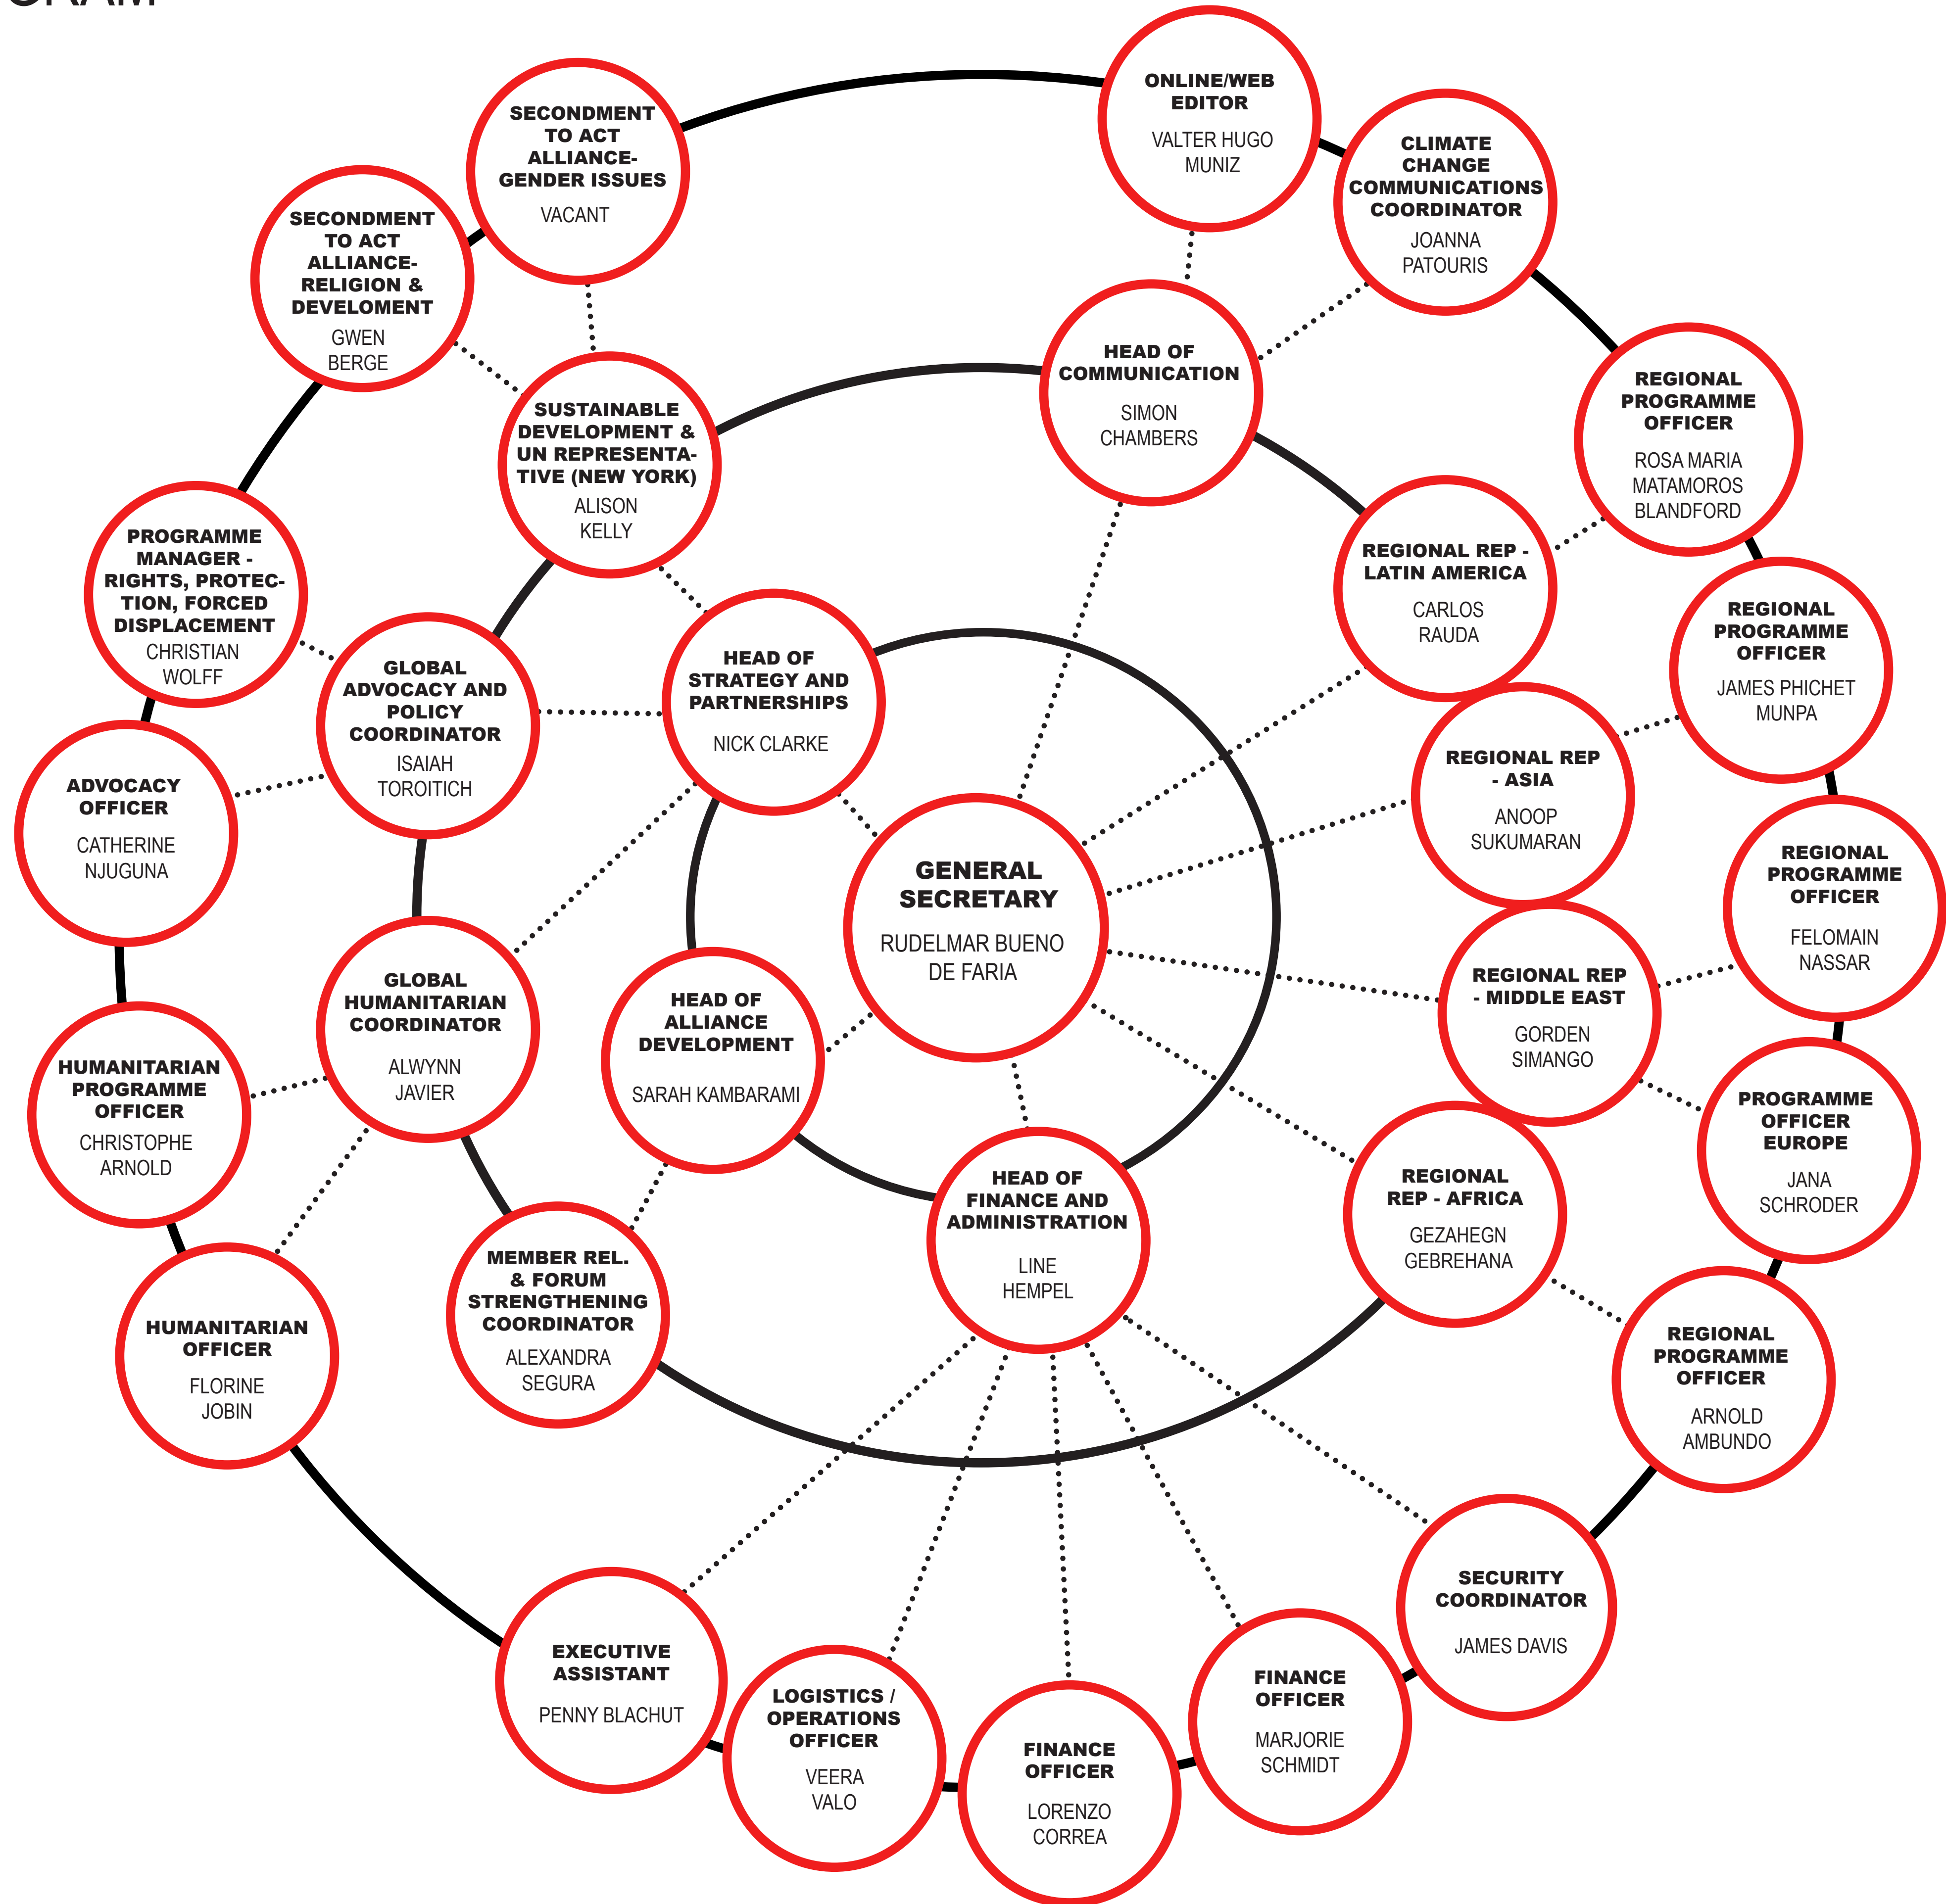 ONLINE/WEB
EDITOR
VALTER HUGO
MUNIZ
SECONDMENT
TO ACT
ALLIANCE-
GENDER ISSUES
VACANT
CLIMATE
CHANGE
COMMUNICATIONS
COORDINATOR
JOANNA
PATOURIS
SECONDMENT
TO ACT
ALLIANCE-
RELIGION &
DEVELOMENT
GWEN
BERGE
HEAD OF
COMMUNICATION
SIMON
CHAMBERS
REGIONAL
PROGRAMME
OFFICER
ROSA MARIA
MATAMOROS
BLANDFORD
SUSTAINABLE
DEVELOPMENT &
UN REPRESENTA-
TIVE (NEW YORK)
ALISON
KELLY
PROGRAMME
MANAGER -
RIGHTS, PROTEC-
TION, FORCED
DISPLACEMENT
CHRISTIAN
WOLFF
REGIONAL REP -
LATIN AMERICA
CARLOS
RAUDA
REGIONAL
PROGRAMME
OFFICER
JAMES PHICHET
MUNPA
GLOBAL
ADVOCACY AND
POLICY
COORDINATOR
ISAIAH
TOROITICH
HEAD OF
STRATEGY AND
PARTNERSHIPS
NICK CLARKE
REGIONAL REP
- ASIA
ANOOP
SUKUMARAN
ADVOCACY
OFFICER
CATHERINE
NJUGUNA
GENERAL
SECRETARY
RUDELMAR BUENO
DE FARIA
REGIONAL
PROGRAMME
OFFICER
FELOMAIN
NASSAR
GLOBAL
HUMANITARIAN
COORDINATOR
ALWYNN
JAVIER
HEAD OF
ALLIANCE
DEVELOPMENT
SARAH KAMBARAMI
REGIONAL REP
- MIDDLE EAST
GORDEN
SIMANGO
HUMANITARIAN
PROGRAMME
OFFICER
CHRISTOPHE
ARNOLD
PROGRAMME
OFFICER
EUROPE
JANA
SCHRODER
HEAD OF
FINANCE AND
ADMINISTRATION
LINE
HEMPEL
REGIONAL
REP - AFRICA
GEZAHEGN
GEBREHANA
MEMBER REL.
& FORUM
STRENGTHENING
COORDINATOR
ALEXANDRA
SEGURA
HUMANITARIAN
OFFICER
FLORINE
JOBIN
REGIONAL
PROGRAMME
OFFICER
ARNOLD
AMBUNDO
SECURITY
COORDINATOR
JAMES DAVIS
EXECUTIVE
ASSISTANT
PENNY BLACHUT
LOGISTICS /
OPERATIONS
OFFICER
VEERA
VALO
FINANCE
OFFICER
LORENZO
CORREA
FINANCE
OFFICER
MARJORIE
SCHMIDT